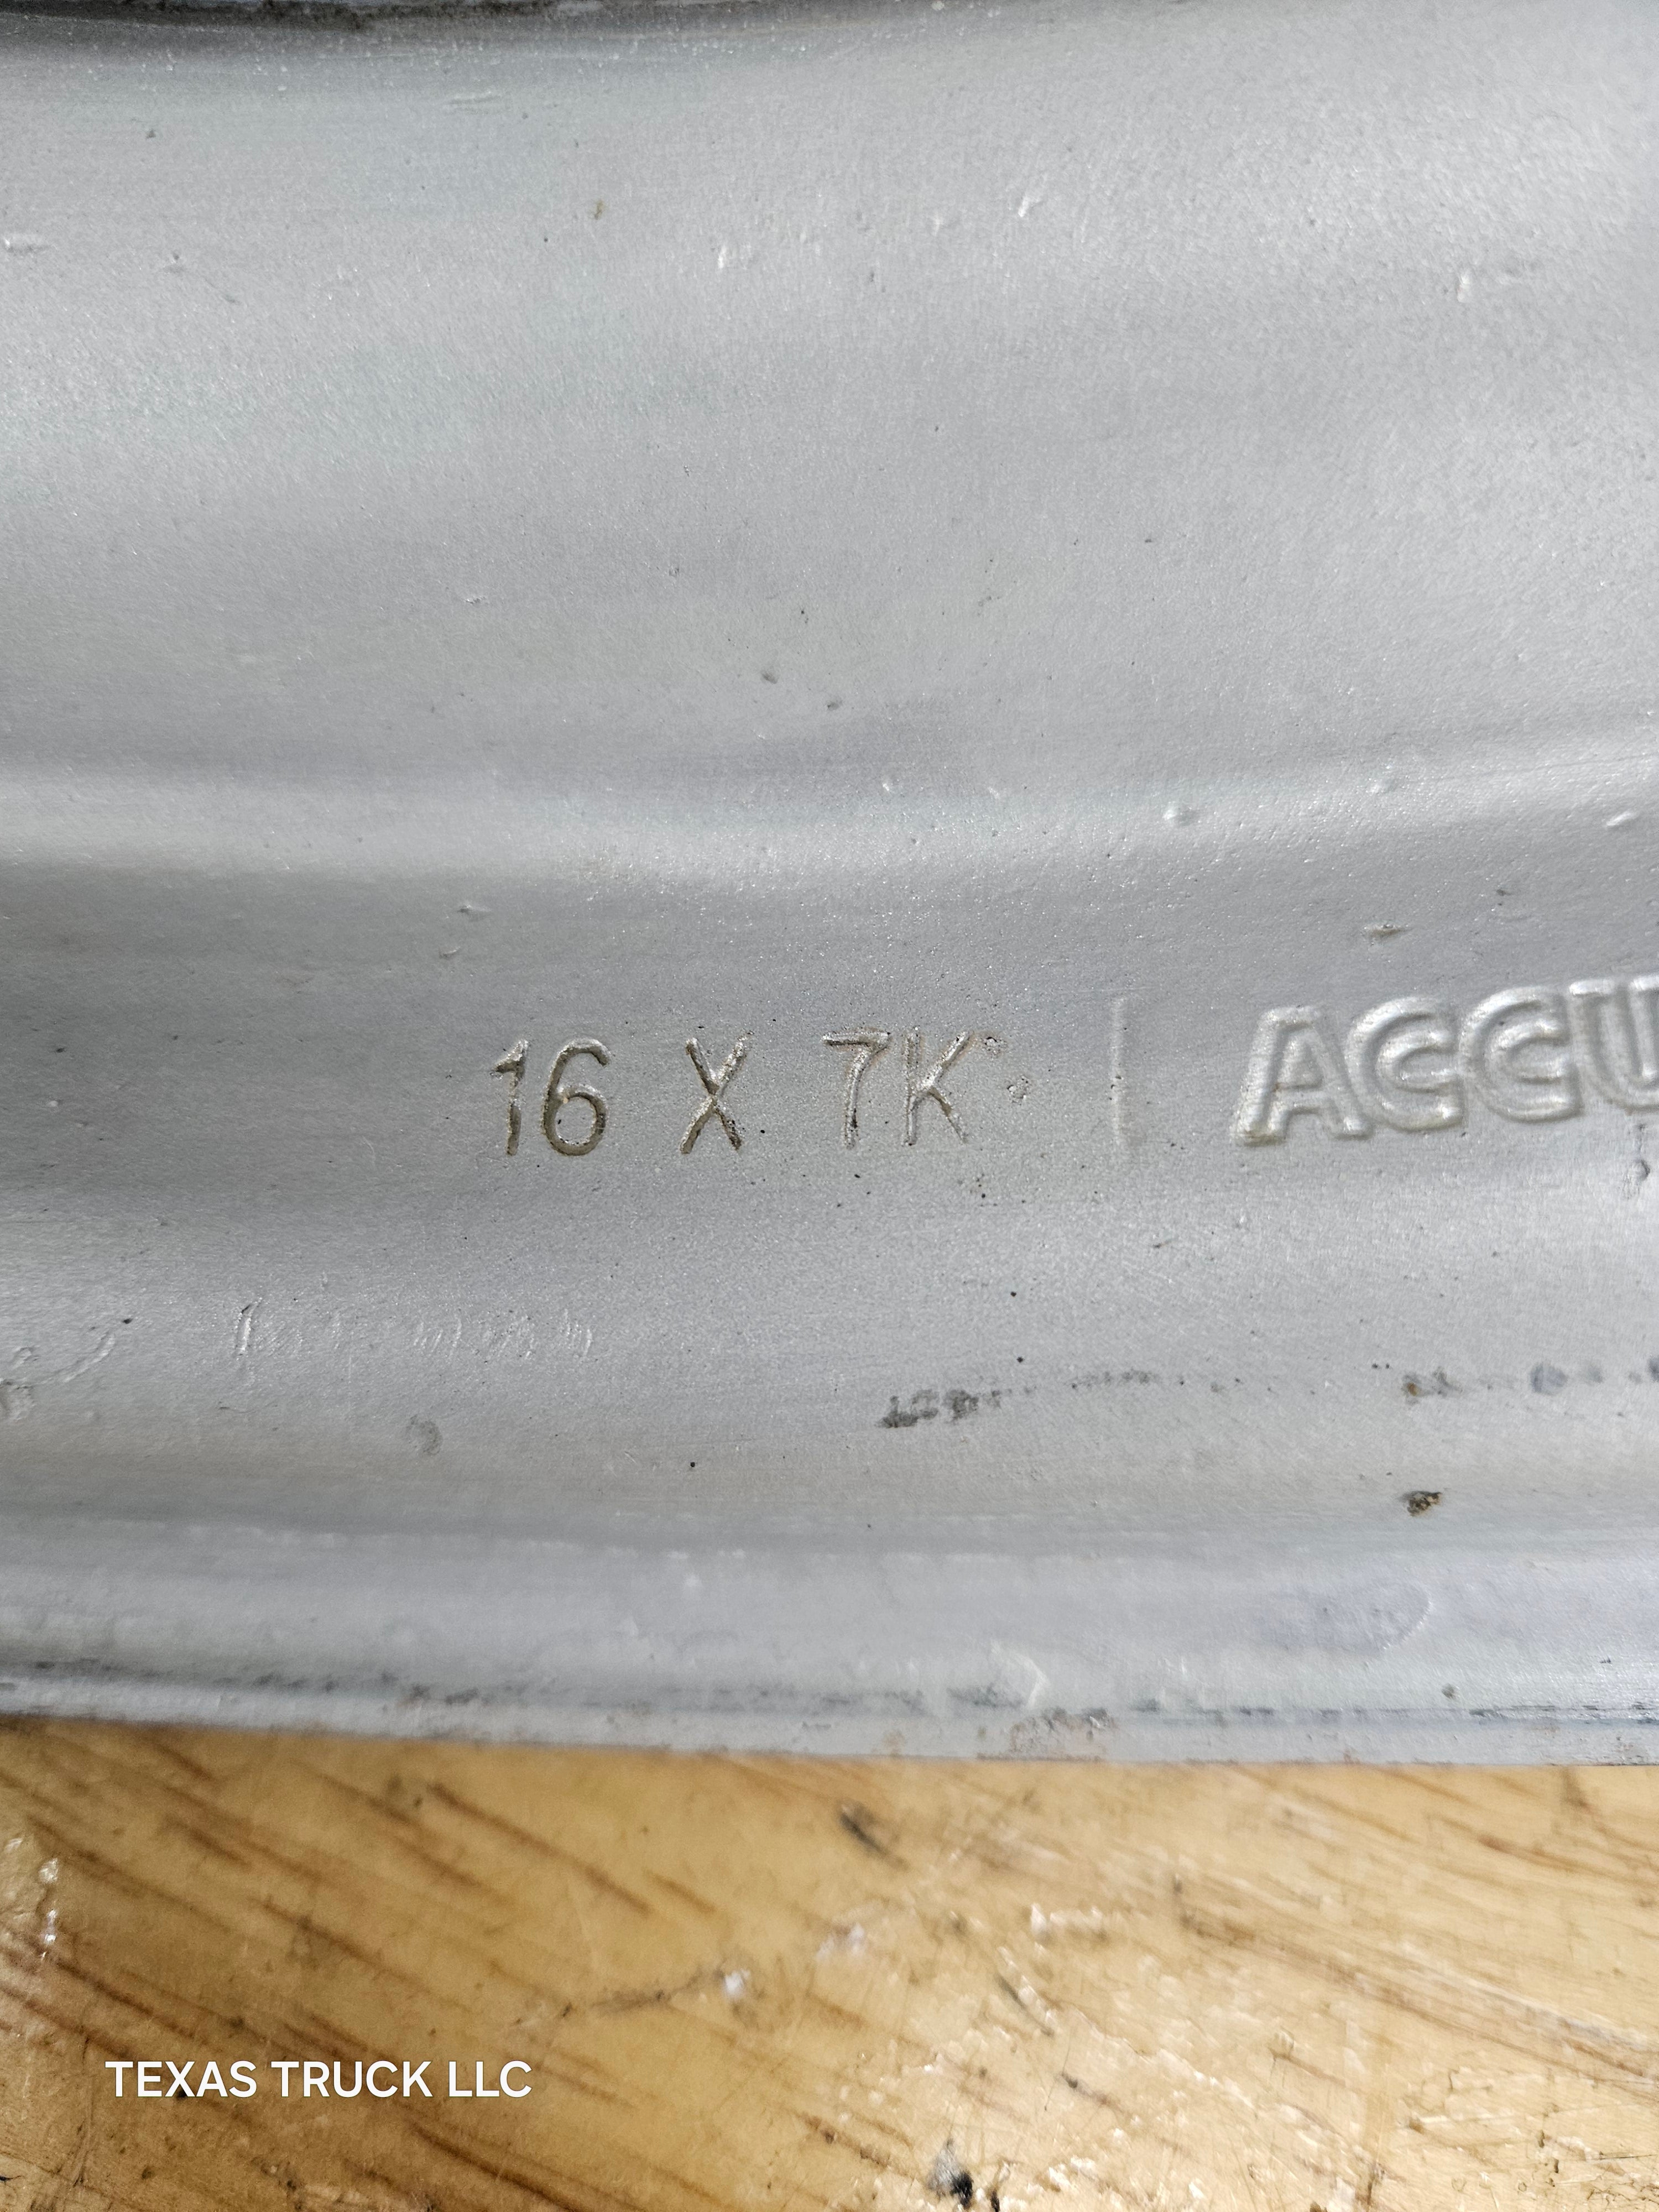 16 X 7K | ACCU
TEXAS TRUCK LLC